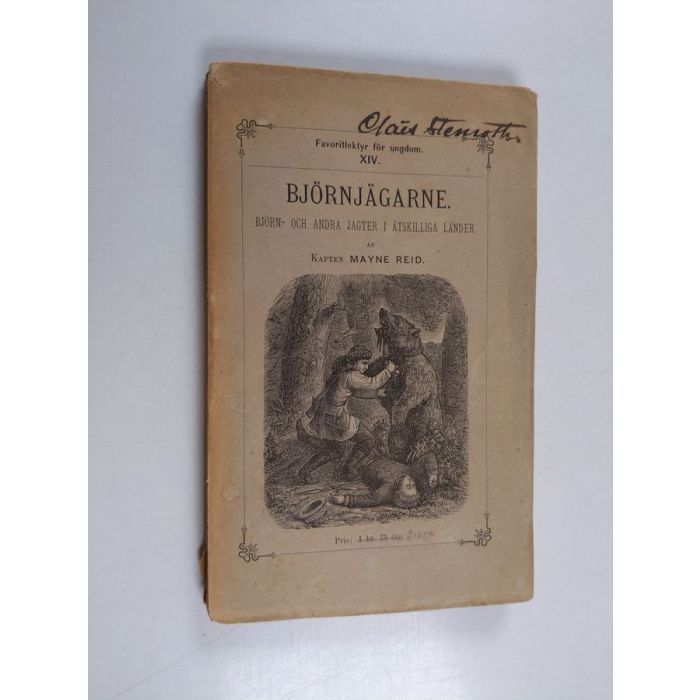 Claës Stenroth.
Favoritlektyr för ungdom.
XIV.
BJÖRNJÄGARNE.
BJÖRN- OCH ANDRA JAGTER I ÅTSKILLIGA LÄNDER.
AF
KAPTEN MAYNE REID.
Pris: 1 kr. 75 öre.